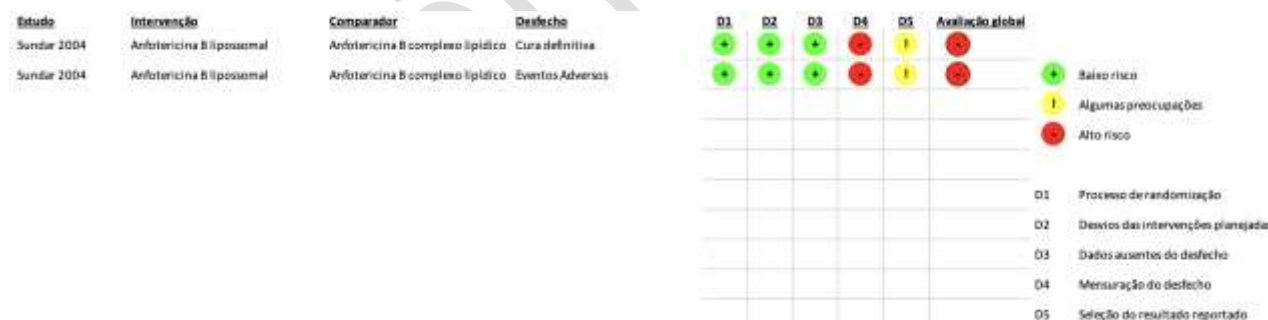 Estudo Intervenção Comparador Desfecho D1 D2 D3 D4 D5 Avaliação global
Sundar 2004 Anfotericina B lipossomal Anfotericina B complexo lipídico Cura definitiva + + + - ! -
Sundar 2004 Anfotericina B lipossomal Anfotericina B complexo lipídico Eventos Adversos + + + - ! -
+ Baixo risco
! Algumas preocupações
- Alto risco
D1 Processo de randomização
D2 Desvios das intervenções planejadas
D3 Dados ausentes do desfecho
D4 Mensuração do desfecho
D5 Seleção do resultado reportado